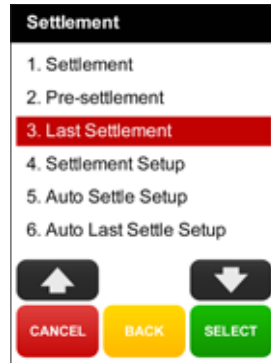 Settlement
1. Settlement
2. Pre-settlement
3. Last Settlement
4. Settlement Setup
5. Auto Settle Setup
6. Auto Last Settle Setup
CANCEL BACK SELECT